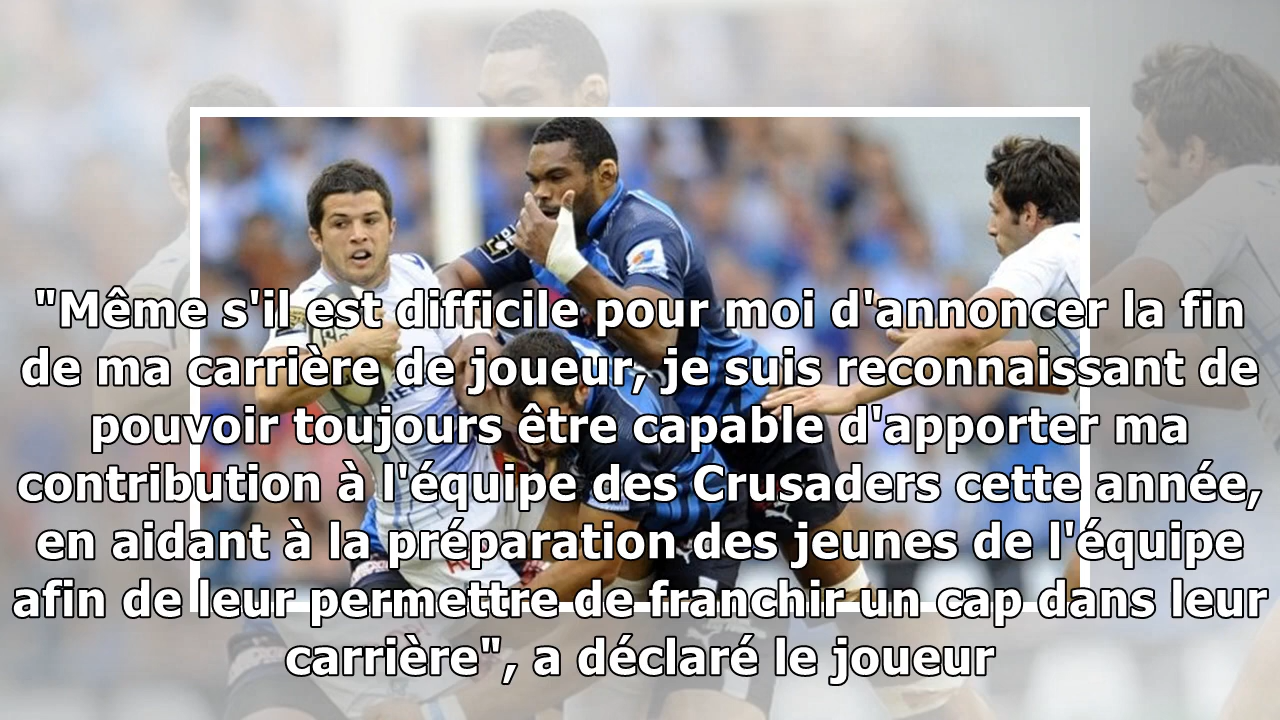 "Même s'il est difficile pour moi d'annoncer la fin
de ma carrière de joueur, je suis reconnaissant de
pouvoir toujours être capable d'apporter ma
contribution à l'équipe des Crusaders cette année,
en aidant à la préparation des jeunes de l'équipe
afin de leur permettre de franchir un cap dans leur
carrière", a déclaré le joueur